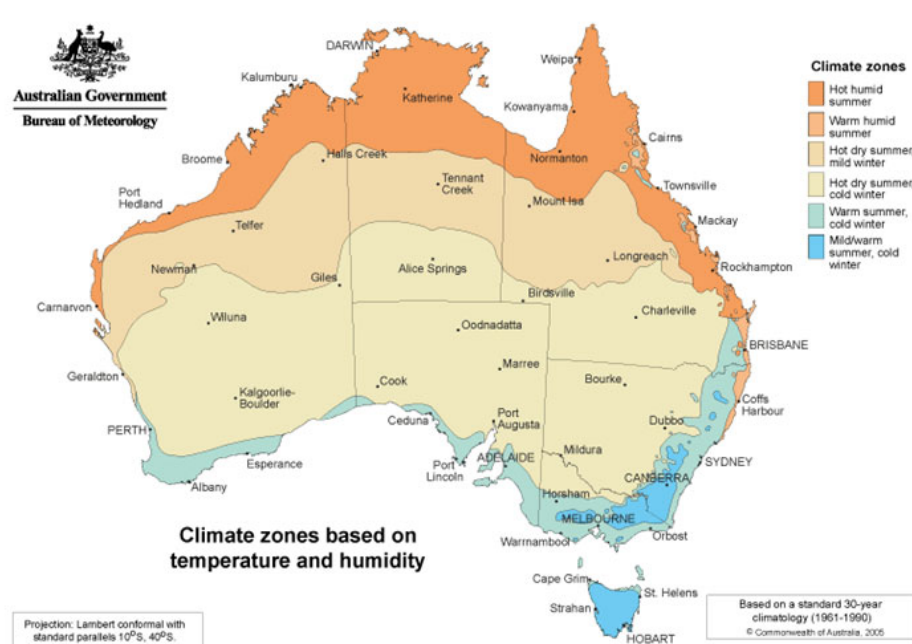 Australian Government
Bureau of Meteorology
DARWIN
Weipa
Kalumburu
Katherine
Kowanyama
Cairns
Broome
Halls Creek
Normanton
Port
Hedland
Tennant
Creek
Townsville
Mount Isa
Telfer
Mackay
Newman
Longreach
Giles
Alice Springs
Rockhampton
Carnarvon
Birdsville
Wiluna
Charleville
Oodnadatta
BRISBANE
Geraldton
Marree
Cook
Bourke
Kalgoorlie-
Boulder
Coffs
Harbour
Ceduna
Port
Augusta
Dubbo
PERTH
Mildura
Esperance
Port
Lincoln
ADELAIDE
SYDNEY
CANBERRA
Albany
Horsham
MELBOURNE
Orbost
Warrnambool
Cape Grim
St. Helens
Strahan
HOBART
Climate zones
Hot humid
summer
Warm humid
summer
Hot dry summer,
mild winter
Hot dry summer,
cold winter
Warm summer,
cold winter
Mild/warm
summer, cold
winter
Climate zones based on
temperature and humidity
Projection: Lambert conformal with
standard parallels 10°S, 40°S.
Based on a standard 30-year
climatology (1961-1990)
© Commonwealth of Australia, 2005